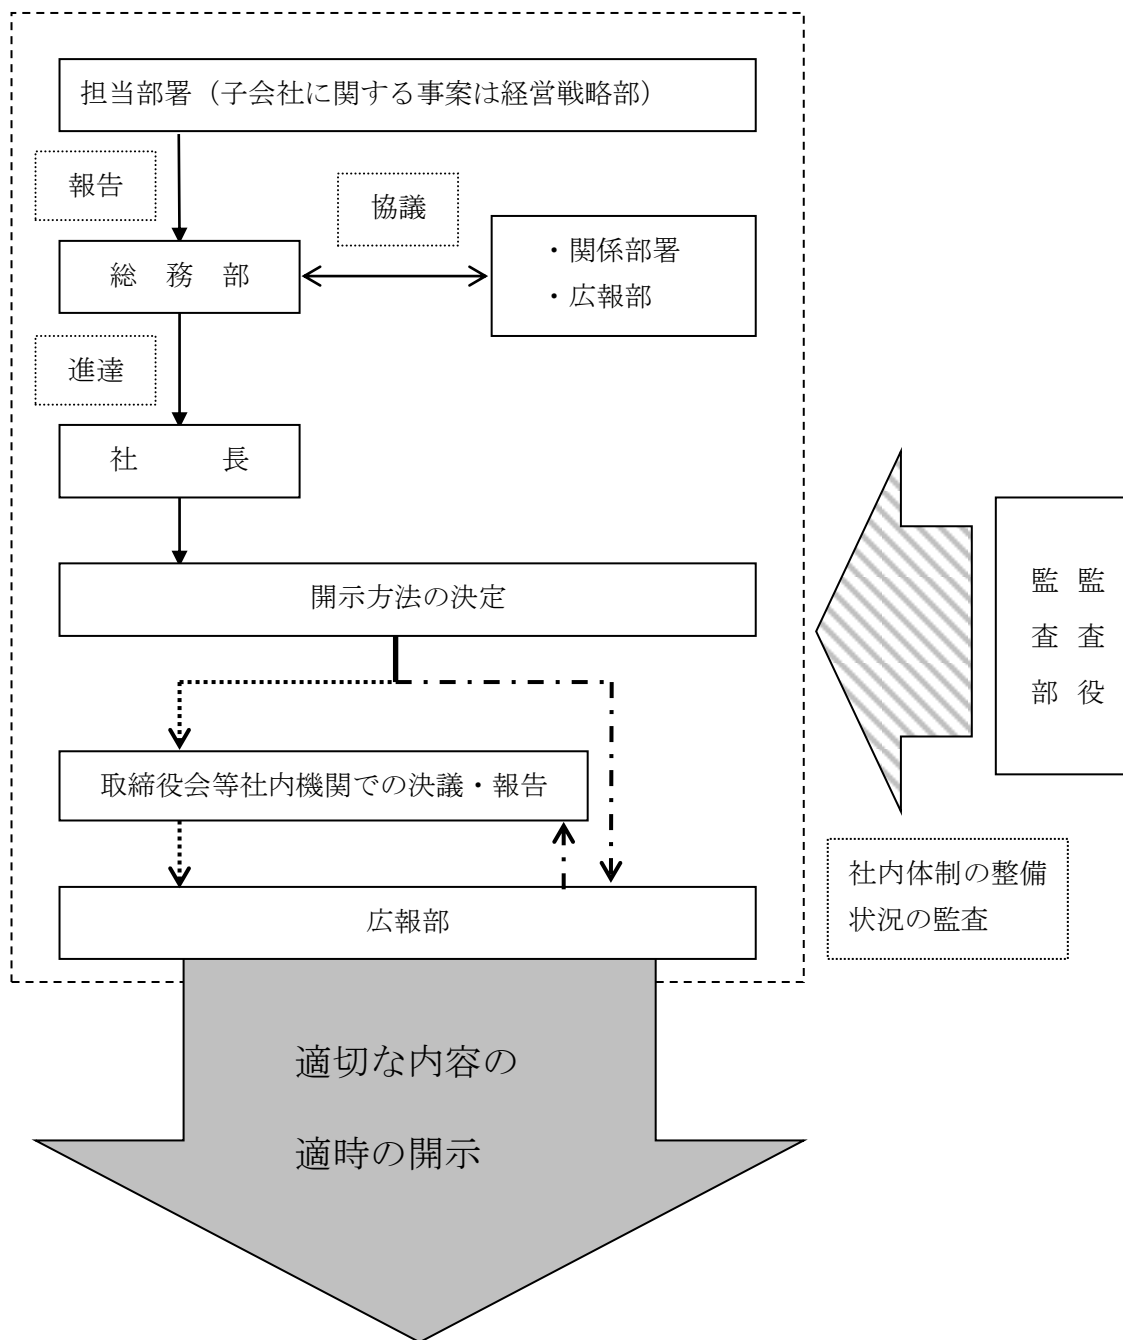 担当部署（子会社に関する事案は経営戦略部）
報告
協議
・関係部署
・広報部
総　務　部
進達
社　　　長
開示方法の決定
監査役
監査部
取締役会等社内機関での決議・報告
社内体制の整備
状況の監査
広報部
適切な内容の
適時の開示